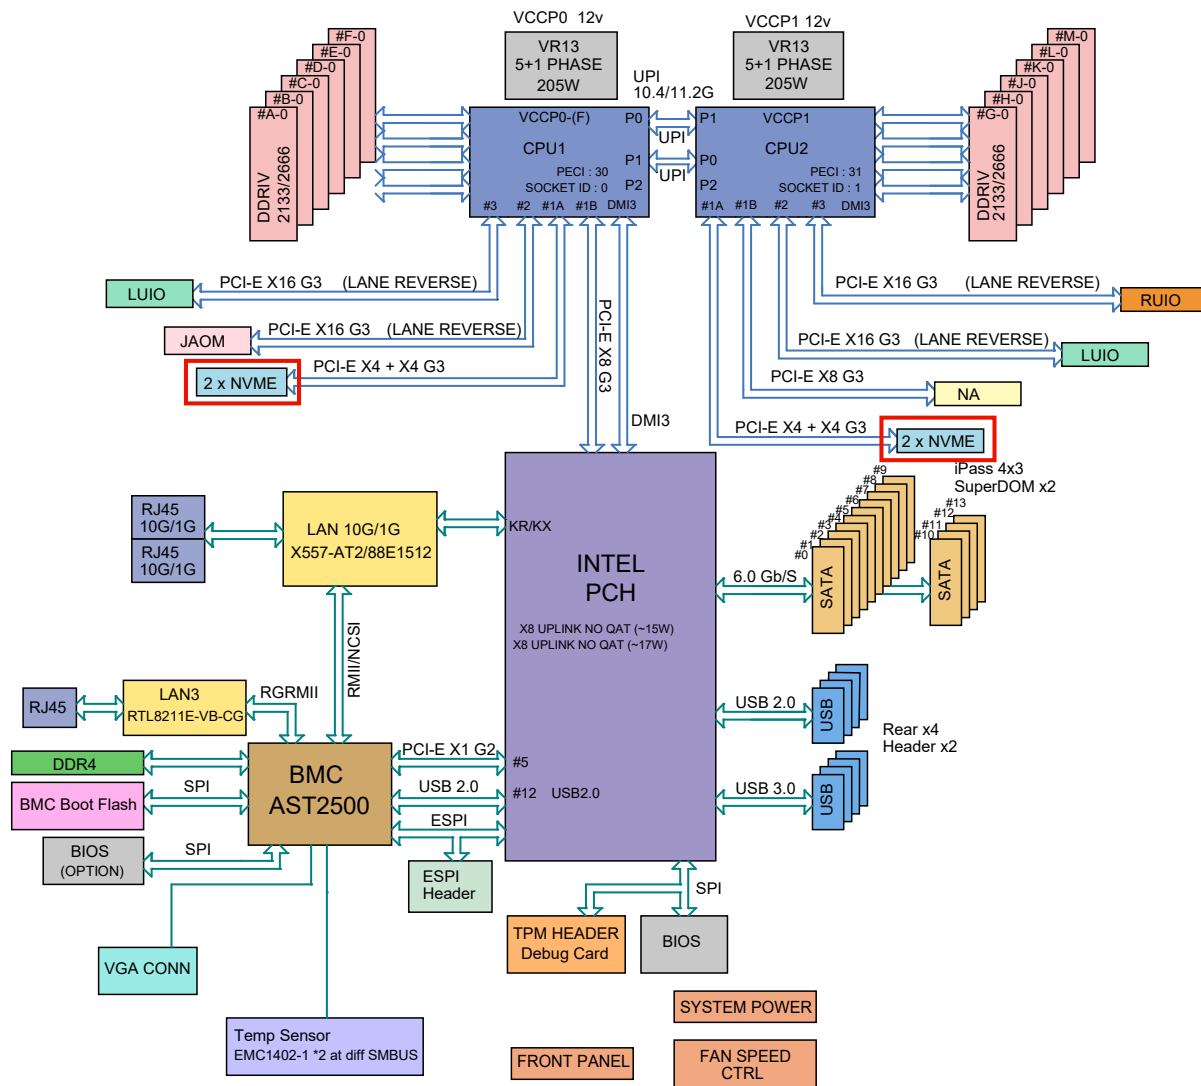 VCCP0 12v
VCCP1 12v
VR13
5+1 PHASE
205W
VR13
5+1 PHASE
205W
#F-0
#E-0
#D-0
#C-0
#B-0
#A-0
DDRIV
2133/2666
UPI
10.4/11.2G
#M-0
#L-0
#K-0
#J-0
#H-0
#G-0
DDRIV
2133/2666
VCCP0-(F)
P0
CPU1
P1
PECI : 30
SOCKET ID : 0
P2
#3
#2
#1A
#1B
DMI3
UPI
UPI
P1
VCCP1
CPU2
P0
PECI : 31
P2
SOCKET ID : 1
#1A
#1B
#2
#3
DMI3
PCI-E X16 G3 (LANE REVERSE)
LUIO
PCI-E X16 G3 (LANE REVERSE)
JAOM
PCI-E X4 + X4 G3
2 x NVME
PCI-E X8 G3
DMI3
PCI-E X16 G3 (LANE REVERSE)
RUIO
PCI-E X16 G3 (LANE REVERSE)
LUIO
PCI-E X8 G3
NA
PCI-E X4 + X4 G3
2 x NVME
iPass 4x3
SuperDOM x2
RJ45
10G/1G
RJ45
10G/1G
LAN 10G/1G
X557-AT2/88E1512
KR/KX
INTEL
PCH
X8 UPLINK NO QAT (~15W)
X8 UPLINK NO QAT (~17W)
6.0 Gb/S
#9
#8
#7
#6
#5
#4
#3
#2
#1
#0
SATA
#13
#12
#11
#10
SATA
RMII/NCSI
RJ45
LAN3
RTL8211E-VB-CG
RGRMII
USB 2.0
USB
Rear x4
Header x2
USB 3.0
USB
DDR4
BMC Boot Flash
SPI
BIOS
(OPTION)
SPI
BMC
AST2500
PCI-E X1 G2
#5
USB 2.0
#12 USB2.0
ESPI
ESPI
Header
SPI
TPM HEADER
Debug Card
BIOS
VGA CONN
Temp Sensor
EMC1402-1 *2 at diff SMBUS
SYSTEM POWER
FRONT PANEL
FAN SPEED
CTRL